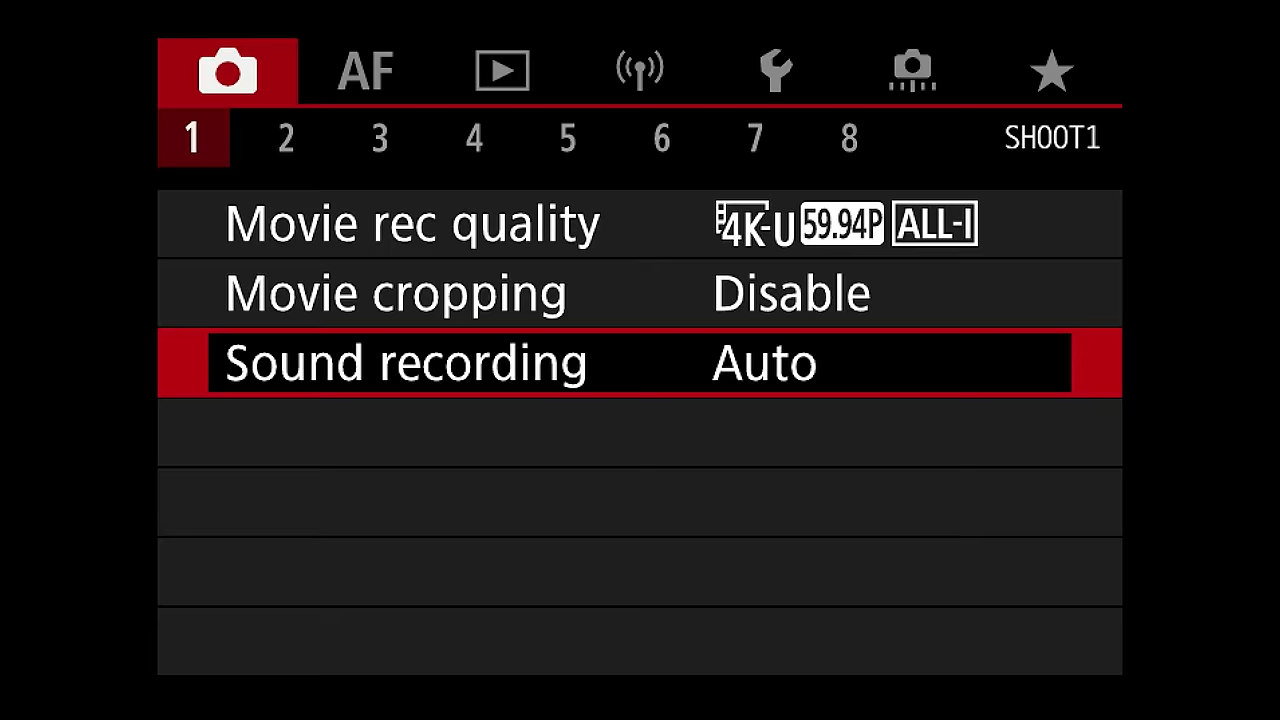 AF
1 2 3 4 5 6 7 8 SHOOT1
Movie rec quality 4K-U 59.94P ALL-I
Movie cropping Disable
Sound recording Auto